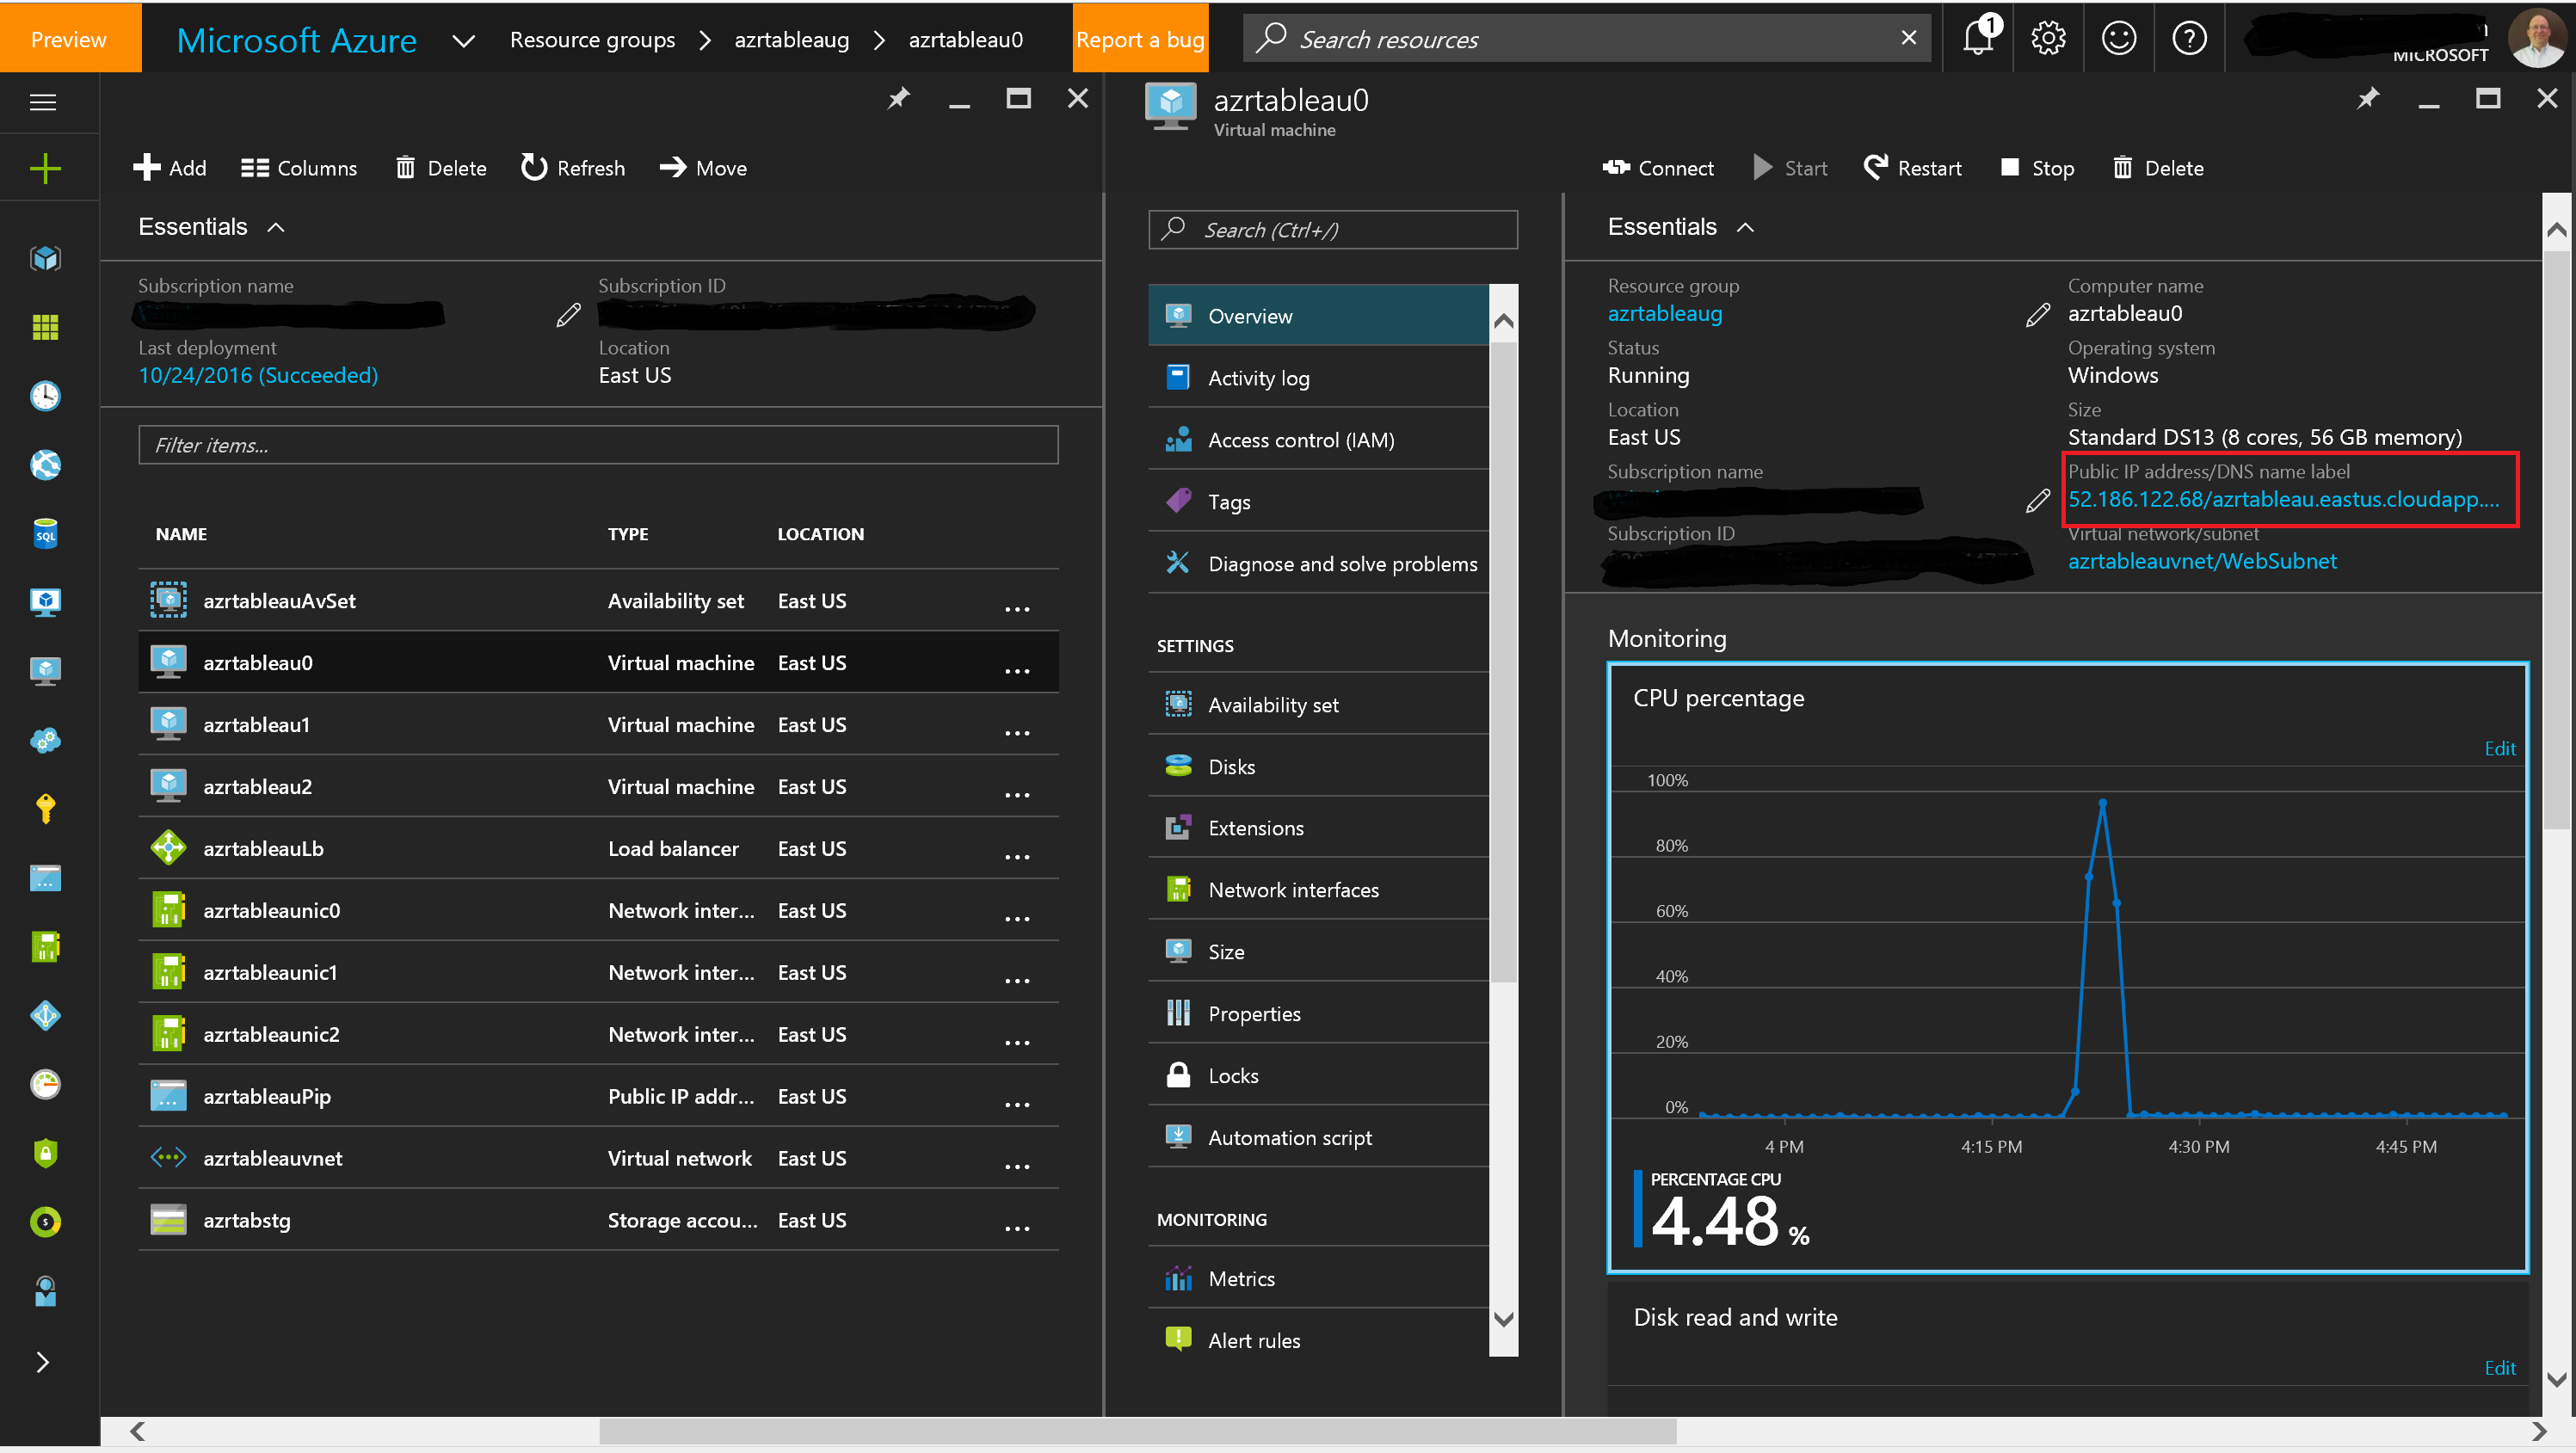 Preview
Microsoft Azure
Resource groups > azrtableaug > azrtableau0
Report a bug
Search resources
1
MICROSOFT
Add
Columns
Delete
Refresh
Move
Essentials
Subscription name
Subscription ID
Last deployment
10/24/2016 (Succeeded)
Location
East US
Filter items...
NAME TYPE LOCATION
azrtableauAvSet Availability set East US ...
azrtableau0 Virtual machine East US ...
azrtableau1 Virtual machine East US ...
azrtableau2 Virtual machine East US ...
azrtableauLb Load balancer East US ...
azrtableaunic0 Network inter... East US ...
azrtableaunic1 Network inter... East US ...
azrtableaunic2 Network inter... East US ...
azrtableauPip Public IP addr... East US ...
azrtableauvnet Virtual network East US ...
azrtabstg Storage accou... East US ...
azrtableau0
Virtual machine
Search (Ctrl+/)
Overview
Activity log
Access control (IAM)
Tags
Diagnose and solve problems
SETTINGS
Availability set
Disks
Extensions
Network interfaces
Size
Properties
Locks
Automation script
MONITORING
Metrics
Alert rules
Connect
Start
Restart
Stop
Delete
Essentials
Resource group
azrtableaug
Status
Running
Location
East US
Subscription name
Subscription ID
Computer name
azrtableau0
Operating system
Windows
Size
Standard DS13 (8 cores, 56 GB memory)
Public IP address/DNS name label
52.186.122.68/azrtableau.eastus.cloudapp....
Virtual network/subnet
azrtableauvnet/WebSubnet
Monitoring
CPU percentage
Edit
100%
80%
60%
40%
20%
0%
4 PM 4:15 PM 4:30 PM 4:45 PM
PERCENTAGE CPU
4.48 %
Disk read and write
Edit